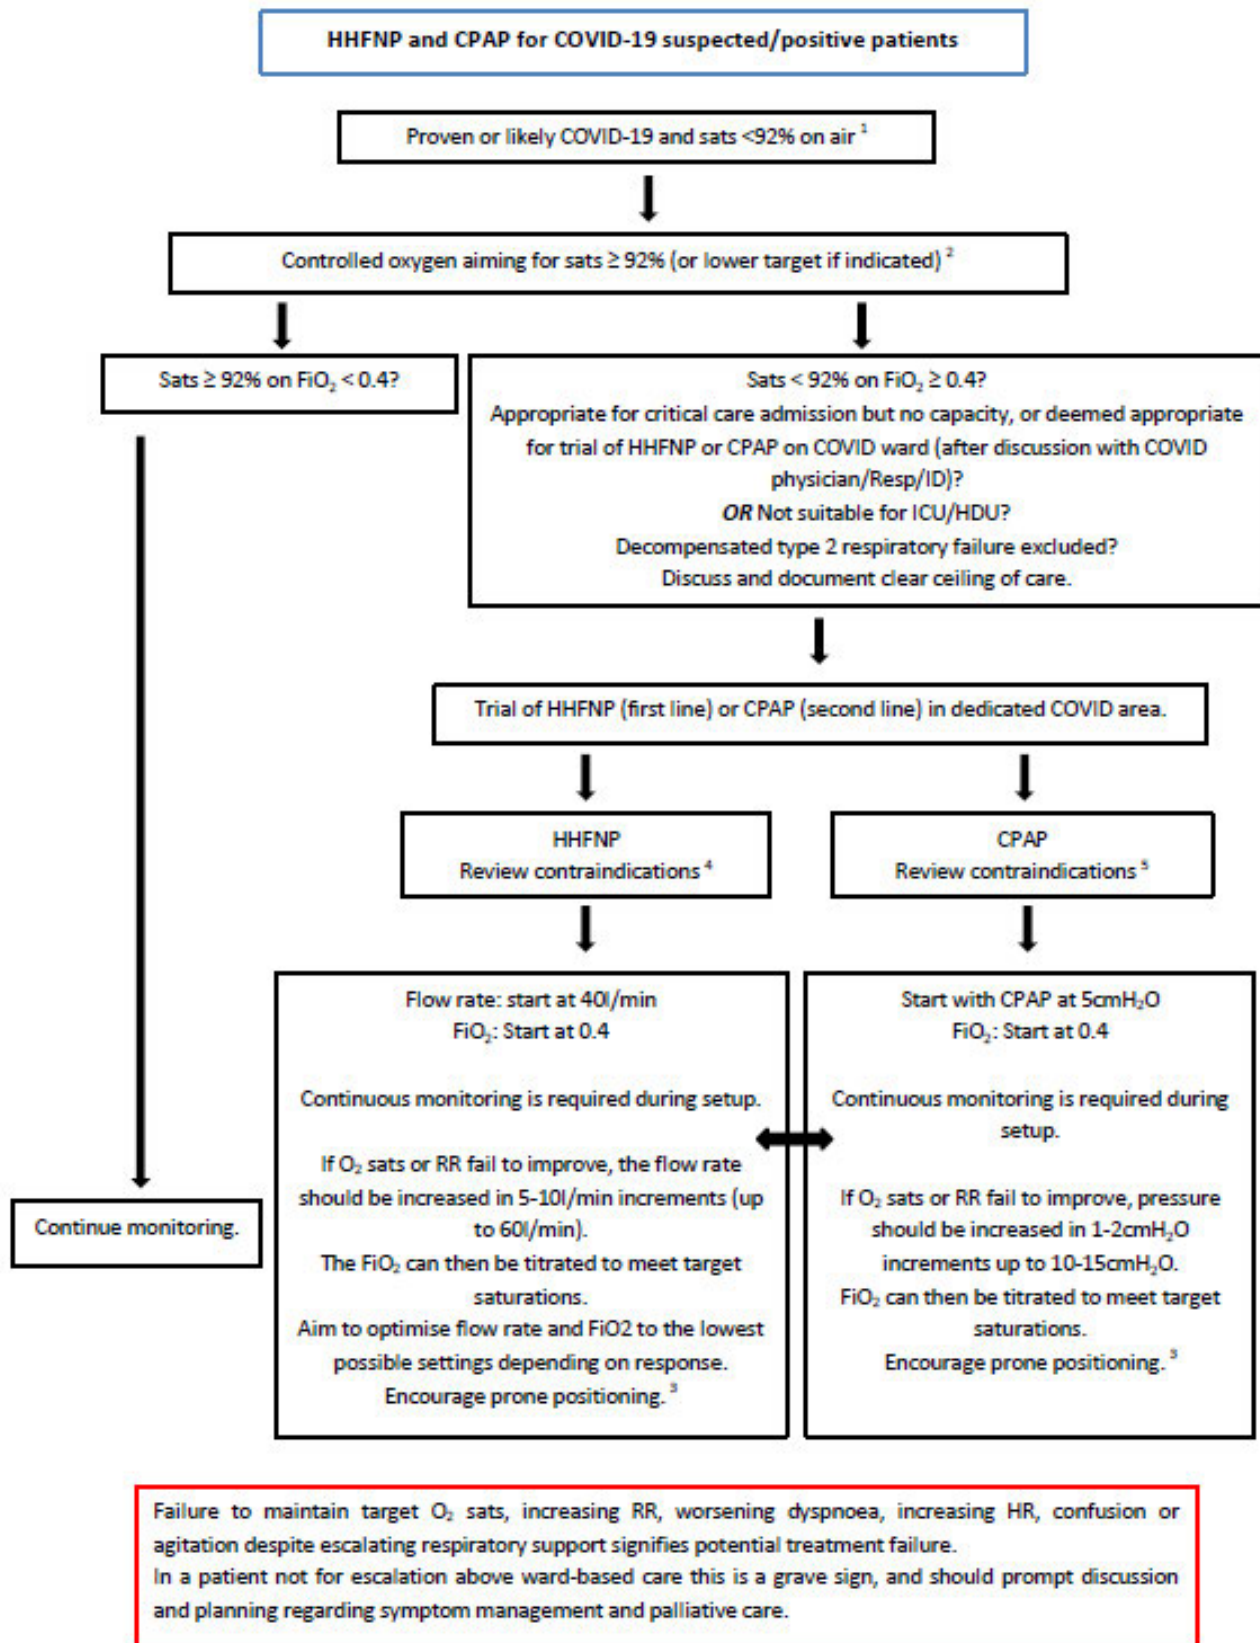 HHFNP and CPAP for COVID-19 suspected/positive patients
Proven or likely COVID-19 and sats <92% on air ¹
Controlled oxygen aiming for sats ≥ 92% (or lower target if indicated) ²
Sats ≥ 92% on FiO₂ < 0.4?
Sats < 92% on FiO₂ ≥ 0.4?
Appropriate for critical care admission but no capacity, or deemed appropriate
for trial of HHFNP or CPAP on COVID ward (after discussion with COVID
physician/Resp/ID)?
OR Not suitable for ICU/HDU?
Decompensated type 2 respiratory failure excluded?
Discuss and document clear ceiling of care.
Trial of HHFNP (first line) or CPAP (second line) in dedicated COVID area.
HHFNP
Review contraindications ⁴
CPAP
Review contraindications ⁵
Flow rate: start at 40l/min
FiO₂: Start at 0.4
Continuous monitoring is required during setup.
If O₂ sats or RR fail to improve, the flow rate
should be increased in 5-10l/min increments (up
to 60l/min).
The FiO₂ can then be titrated to meet target
saturations.
Aim to optimise flow rate and FiO2 to the lowest
possible settings depending on response.
Encourage prone positioning. ³
Start with CPAP at 5cmH₂O
FiO₂: Start at 0.4
Continuous monitoring is required during
setup.
If O₂ sats or RR fail to improve, pressure
should be increased in 1-2cmH₂O
increments up to 10-15cmH₂O.
FiO₂ can then be titrated to meet target
saturations.
Encourage prone positioning. ³
Continue monitoring.
Failure to maintain target O₂ sats, increasing RR, worsening dyspnoea, increasing HR, confusion or
agitation despite escalating respiratory support signifies potential treatment failure.
In a patient not for escalation above ward-based care this is a grave sign, and should prompt discussion
and planning regarding symptom management and palliative care.